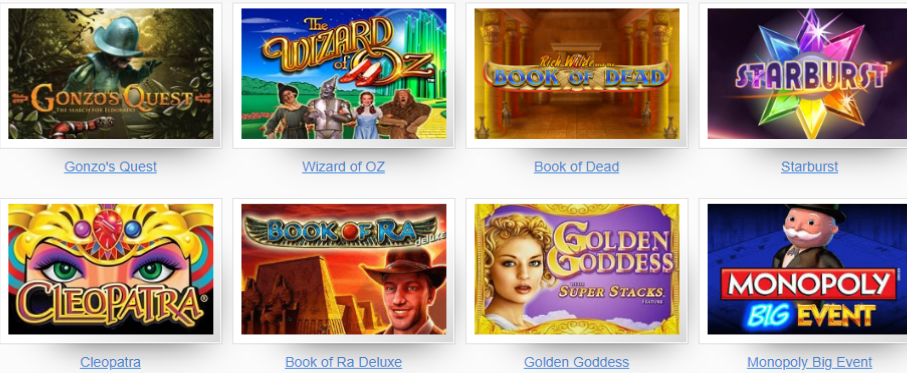 GONZO'S QUEST
THE SEARCH FOR ELDORADO
The
WIZARD
of OZ
Rich Wilde and the
BOOK OF DEAD
STARBURST
Gonzo's Quest
Wizard of OZ
Book of Dead
Starburst
CLEOPATRA®
BOOK OF RA
deluxe
GOLDEN
GODDESS
WITH
SUPER STACKS
FEATURE
MONOPOLY
BIG EVENT
Cleopatra
Book of Ra Deluxe
Golden Goddess
Monopoly Big Event